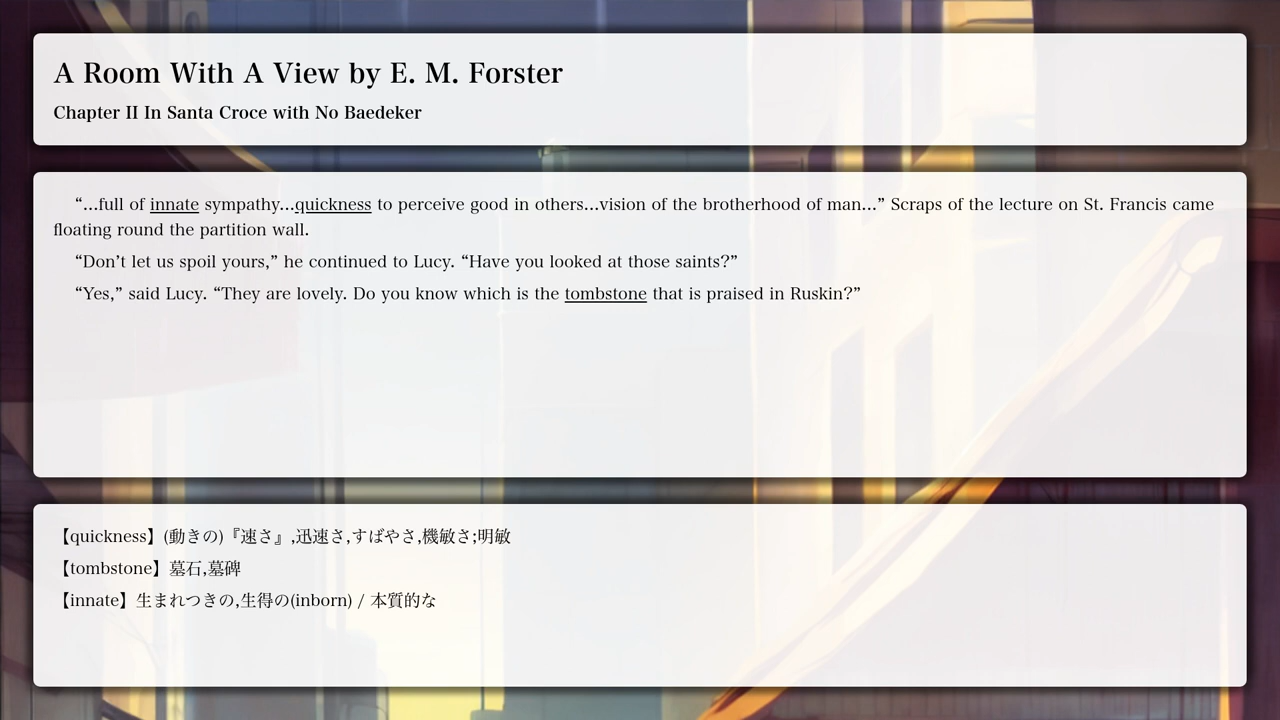 A Room With A View by E. M. Forster
Chapter II In Santa Croce with No Baedeker
“…full of innate sympathy…quickness to perceive good in others…vision of the brotherhood of man…” Scraps of the lecture on St. Francis came
floating round the partition wall.
“Don’t let us spoil yours,” he continued to Lucy. “Have you looked at those saints?”
“Yes,” said Lucy. “They are lovely. Do you know which is the tombstone that is praised in Ruskin?”
【quickness】(動きの)『速さ』,迅速さ,すばやさ,機敏さ;明敏
【tombstone】墓石,墓碑
【innate】生まれつきの,生得の(inborn) / 本質的な